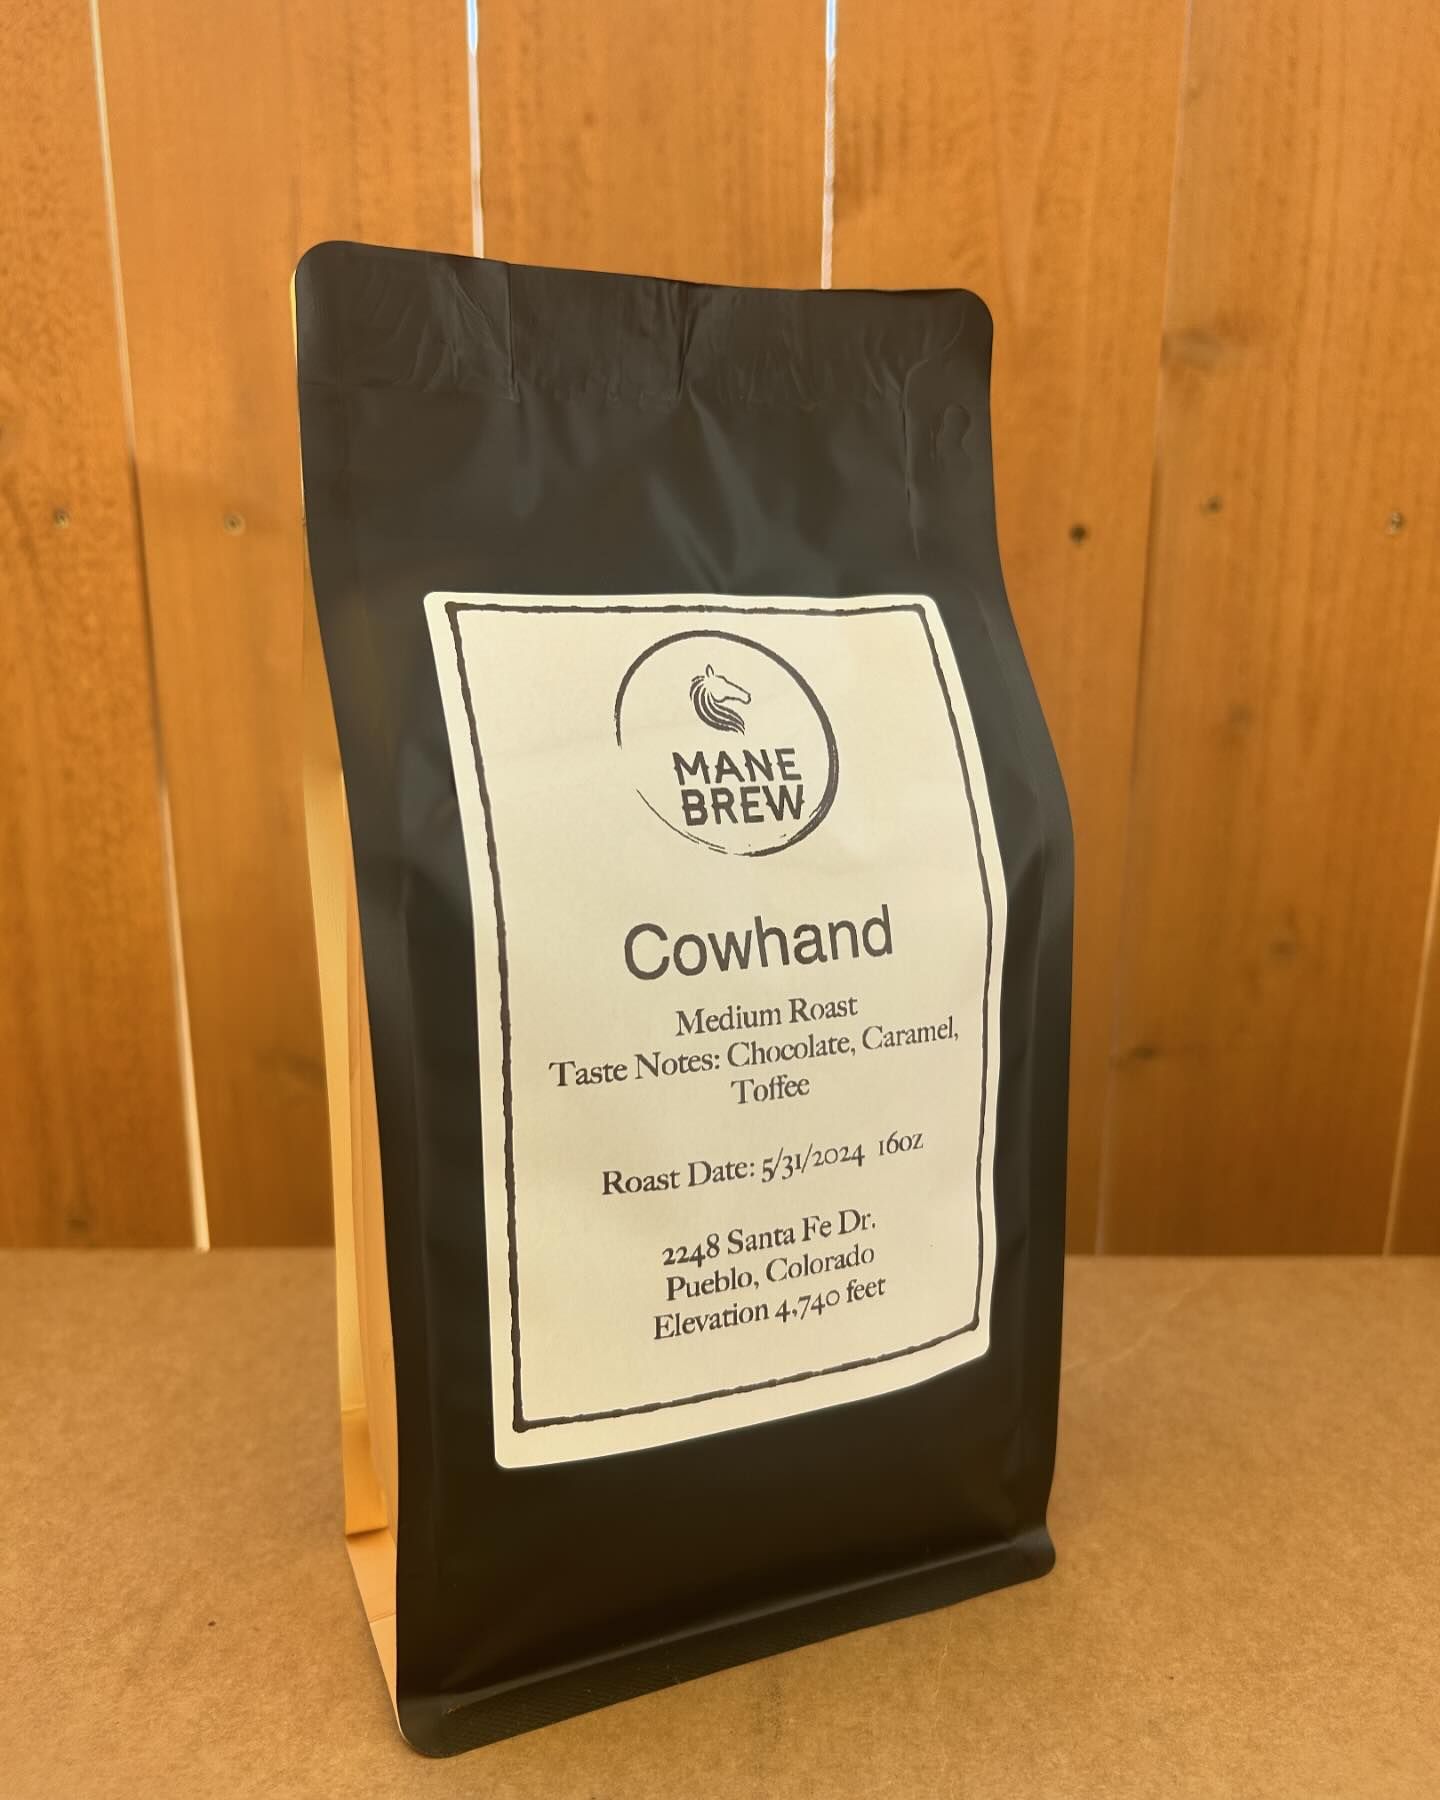 MANE
BREW
Cowhand
Medium Roast
Taste Notes: Chocolate, Caramel,
Toffee
Roast Date: 5/31/2024 16oz
2248 Santa Fe Dr.
Pueblo, Colorado
Elevation 4,740 feet